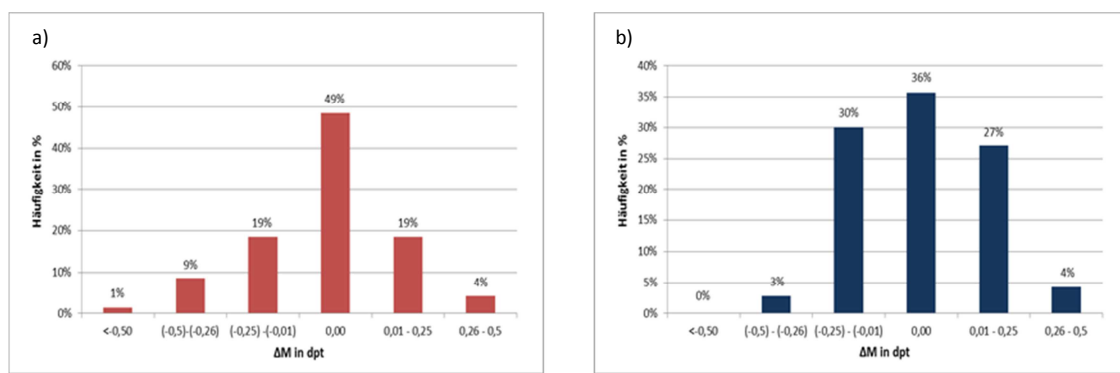 a)
Häufigkeit in %
60%
50%
40%
30%
20%
10%
0%
1%
9%
19%
49%
19%
4%
<-0,50
(-0,5)-(-0,26)
(-0,25) -(-0,01)
0,00
0,01 - 0,25
0,26 - 0,5
ΔM in dpt
b)
Häufigkeit in %
40%
35%
30%
25%
20%
15%
10%
5%
0%
0%
3%
30%
36%
27%
4%
<-0,50
(-0,5) - (-0,26)
(-0,25) - (-0,01)
0,00
0,01 - 0,25
0,26 - 0,5
ΔM in dpt